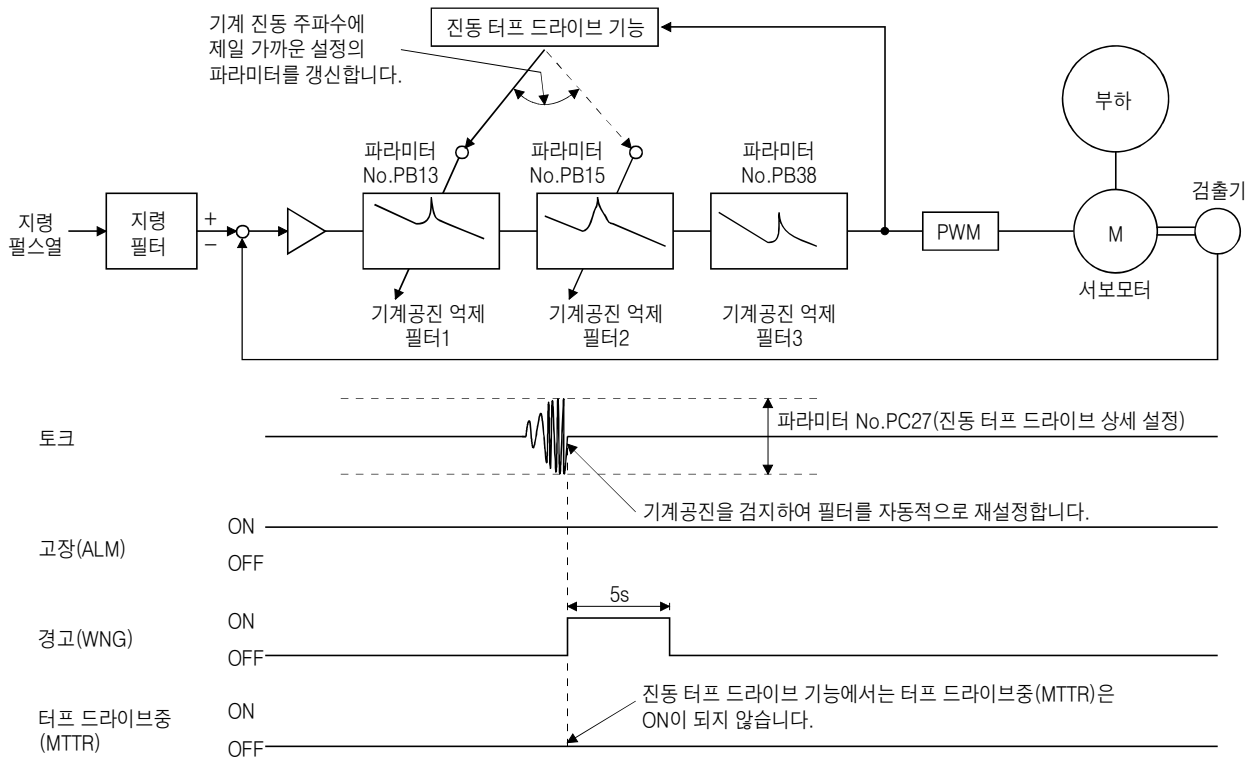 기계 진동 주파수에
제일 가까운 설정의
파라미터를 갱신합니다.
진동 터프 드라이브 기능
부하
파라미터
No.PB13
파라미터
No.PB15
파라미터
No.PB38
검출기
지령
펄스열
지령
필터
+
−
PWM
M
서보모터
기계공진 억제
필터1
기계공진 억제
필터2
기계공진 억제
필터3
토크
파라미터 No.PC27(진동 터프 드라이브 상세 설정)
기계공진을 검지하여 필터를 자동적으로 재설정합니다.
고장(ALM)
ON
OFF
5s
경고(WNG)
ON
OFF
진동 터프 드라이브 기능에서는 터프 드라이브중(MTTR)은
ON이 되지 않습니다.
터프 드라이브중
(MTTR)
ON
OFF